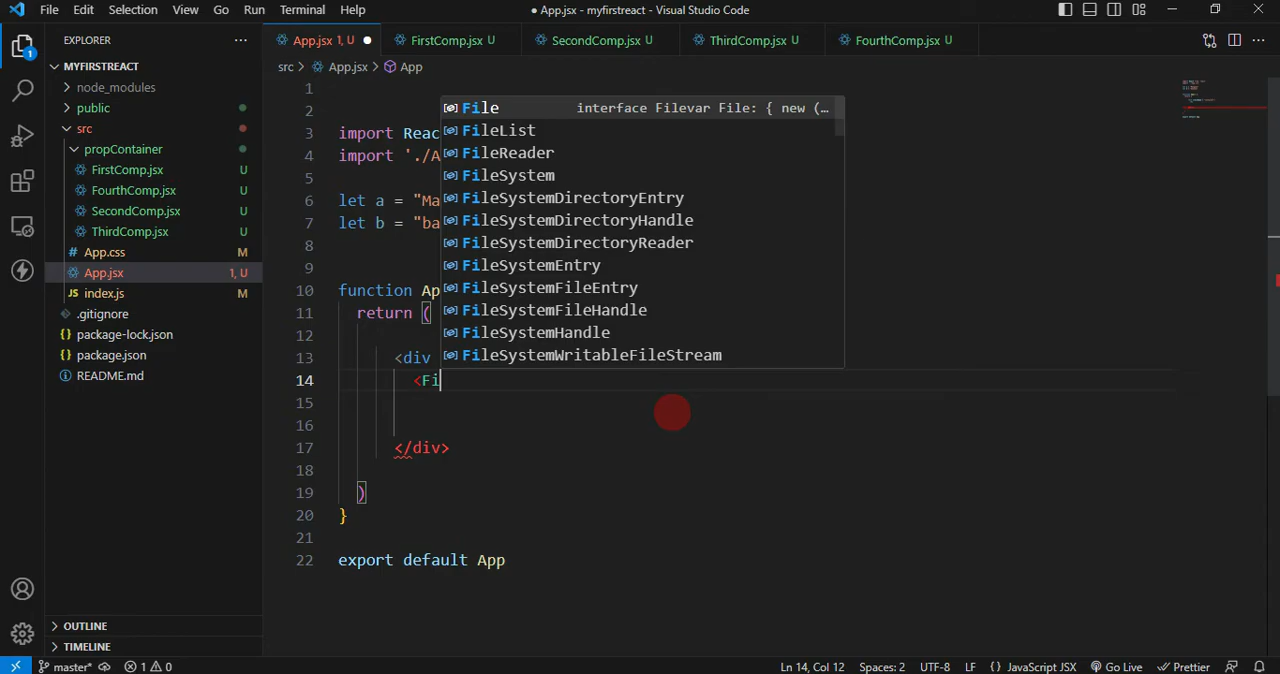 File Edit Selection View Go Run Terminal Help
● App.jsx - myfirstreact - Visual Studio Code
EXPLORER
MYFIRSTREACT
node_modules
public
src
propContainer
FirstComp.jsx U
FourthComp.jsx U
SecondComp.jsx U
ThirdComp.jsx U
# App.css M
App.jsx 1, U
JS index.js M
.gitignore
{} package-lock.json
{} package.json
README.md
OUTLINE
TIMELINE
1
App.jsx 1, U ●
FirstComp.jsx U
SecondComp.jsx U
ThirdComp.jsx U
FourthComp.jsx U
src > App.jsx > App
1
2
3 import Reac
4 import './A
5
6 let a = "Ma
7 let b = "ba
8
9
10 function Ap
11 return (
12
13 <div
14 <Fi
15
16
17 </div>
18
19 )
20 }
21
22 export default App
File interface Filevar File: { new (…
FileList
FileReader
FileSystem
FileSystemDirectoryEntry
FileSystemDirectoryHandle
FileSystemDirectoryReader
FileSystemEntry
FileSystemFileEntry
FileSystemFileHandle
FileSystemHandle
FileSystemWritableFileStream
master* 1 0
Ln 14, Col 12 Spaces: 2 UTF-8 LF {} JavaScript JSX Go Live Prettier